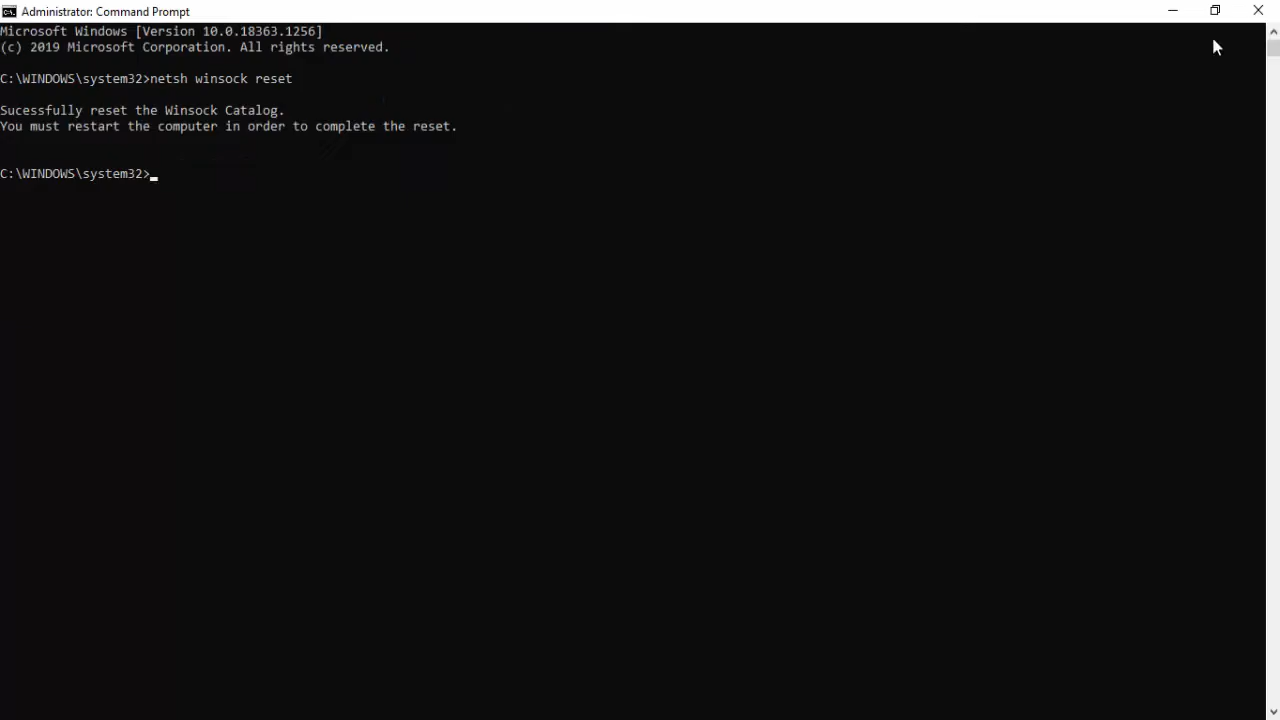 Administrator: Command Prompt
Microsoft Windows [Version 10.0.18363.1256]
(c) 2019 Microsoft Corporation. All rights reserved.
C:\WINDOWS\system32>netsh winsock reset
Sucessfully reset the Winsock Catalog.
You must restart the computer in order to complete the reset.
C:\WINDOWS\system32>